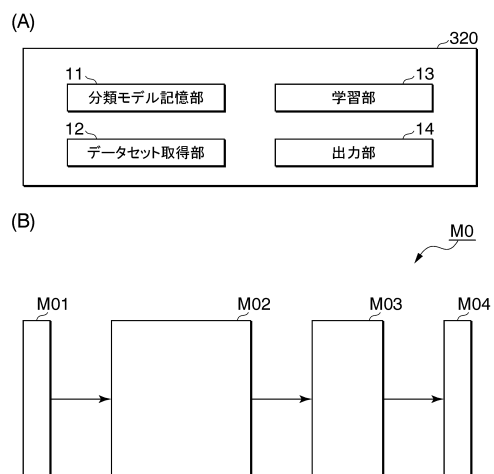 (A)
320
11
分類モデル記憶部
13
学習部
12
データセット取得部
14
出力部
(B)
M0
M01
M02
M03
M04